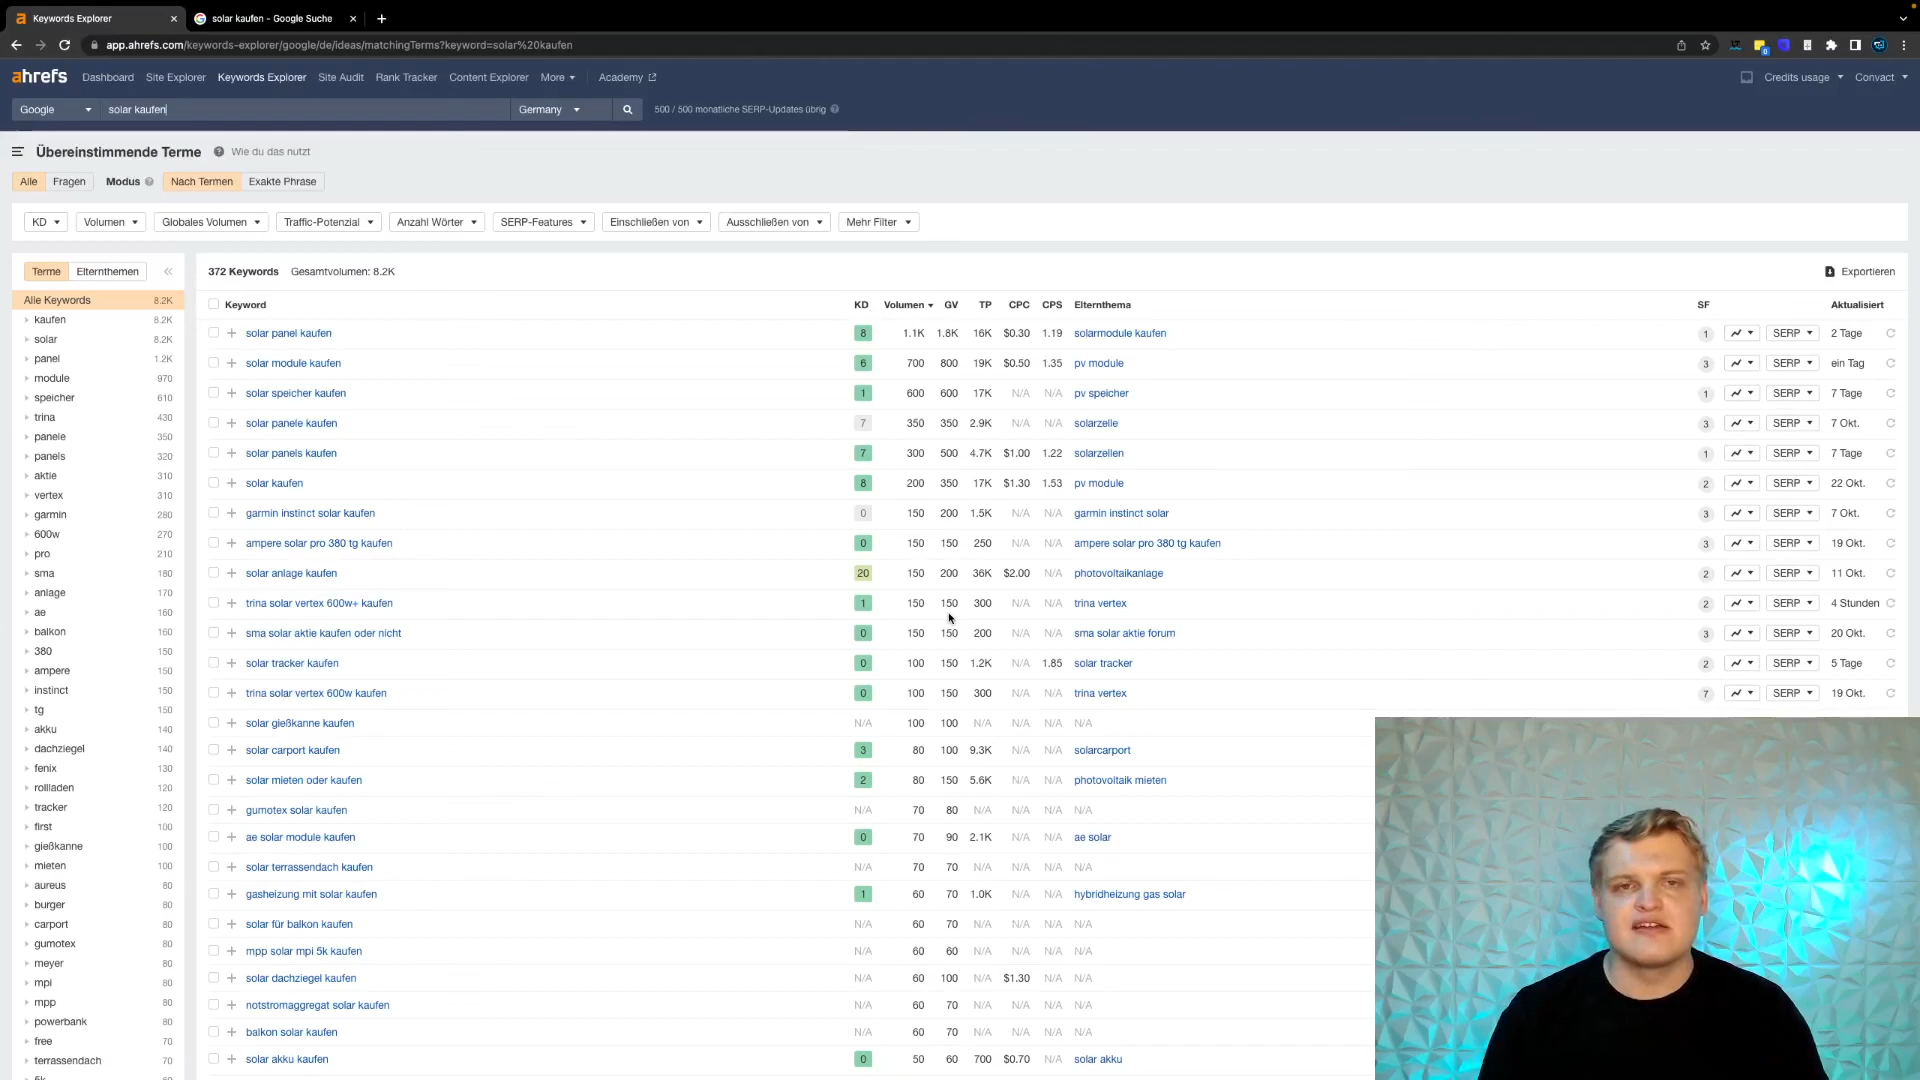 Keywords Explorer
solar kaufen - Google Suche
app.ahrefs.com/keywords-explorer/google/de/ideas/matchingTerms?keyword=solar%20kaufen
ahrefs Dashboard Site Explorer Keywords Explorer Site Audit Rank Tracker Content Explorer More Academy Credits usage Convact
Google solar kaufen Germany 500 / 500 monatliche SERP-Updates übrig
Übereinstimmende Terme Wie du das nutzt
Alle Fragen Modus Nach Termen Exakte Phrase
KD Volumen Globales Volumen Traffic-Potenzial Anzahl Wörter SERP-Features Einschließen von Ausschließen von Mehr Filter
Terme Elternthemen
Alle Keywords 8.2K
kaufen 8.2K
solar 8.2K
panel 1.2K
module 970
speicher 610
trina 430
panele 350
panels 320
aktie 310
vertex 310
garmin 280
600w 270
pro 210
sma 180
anlage 170
ae 160
balkon 160
380 150
ampere 150
instinct 150
tg 150
akku 140
dachziegel 140
fenix 130
rollladen 120
tracker 120
first 100
gießkanne 100
mieten 100
aureus 80
burger 80
carport 80
gumotex 80
meyer 80
mpi 80
mpp 80
powerbank 80
free 70
terrassendach 70
372 Keywords Gesamtvolumen: 8.2K Exportieren
Keyword KD Volumen GV TP CPC CPS Elternthema SF Aktualisiert
solar panel kaufen 8 1.1K 1.8K 16K $0.30 1.19 solarmodule kaufen 1 SERP 2 Tage
solar module kaufen 6 700 800 19K $0.50 1.35 pv module 3 SERP ein Tag
solar speicher kaufen 1 600 600 17K N/A N/A pv speicher 1 SERP 7 Tage
solar panele kaufen 7 350 350 2.9K N/A N/A solarzelle 3 SERP 7 Okt.
solar panels kaufen 7 300 500 4.7K $1.00 1.22 solarzellen 1 SERP 7 Tage
solar kaufen 8 200 350 17K $1.30 1.53 pv module 2 SERP 22 Okt.
garmin instinct solar kaufen 0 150 200 1.5K N/A N/A garmin instinct solar 3 SERP 7 Okt.
ampere solar pro 380 tg kaufen 0 150 150 250 N/A N/A ampere solar pro 380 tg kaufen 3 SERP 19 Okt.
solar anlage kaufen 20 150 200 36K $2.00 N/A photovoltaikanlage 2 SERP 11 Okt.
trina solar vertex 600w+ kaufen 1 150 150 300 N/A N/A trina vertex 2 SERP 4 Stunden
sma solar aktie kaufen oder nicht 0 150 150 200 N/A N/A sma solar aktie forum 3 SERP 20 Okt.
solar tracker kaufen 0 100 150 1.2K N/A 1.85 solar tracker 2 SERP 5 Tage
trina solar vertex 600w kaufen 0 100 150 300 N/A N/A trina vertex 7 SERP 19 Okt.
solar gießkanne kaufen N/A 100 100 N/A N/A N/A N/A
solar carport kaufen 3 80 100 9.3K N/A N/A solarcarport
solar mieten oder kaufen 2 80 150 5.6K N/A N/A photovoltaik mieten
gumotex solar kaufen N/A 70 80 N/A N/A N/A N/A
ae solar module kaufen 0 70 90 2.1K N/A N/A ae solar
solar terrassendach kaufen N/A 70 70 N/A N/A N/A N/A
gasheizung mit solar kaufen 1 60 70 1.0K N/A N/A hybridheizung gas solar
solar für balkon kaufen N/A 60 70 N/A N/A N/A N/A
mpp solar mpi 5k kaufen N/A 60 60 N/A N/A N/A N/A
solar dachziegel kaufen N/A 60 100 N/A $1.30 N/A N/A
notstromaggregat solar kaufen N/A 60 70 N/A N/A N/A N/A
balkon solar kaufen N/A 60 70 N/A N/A N/A N/A
solar akku kaufen 0 50 60 700 $0.70 N/A solar akku